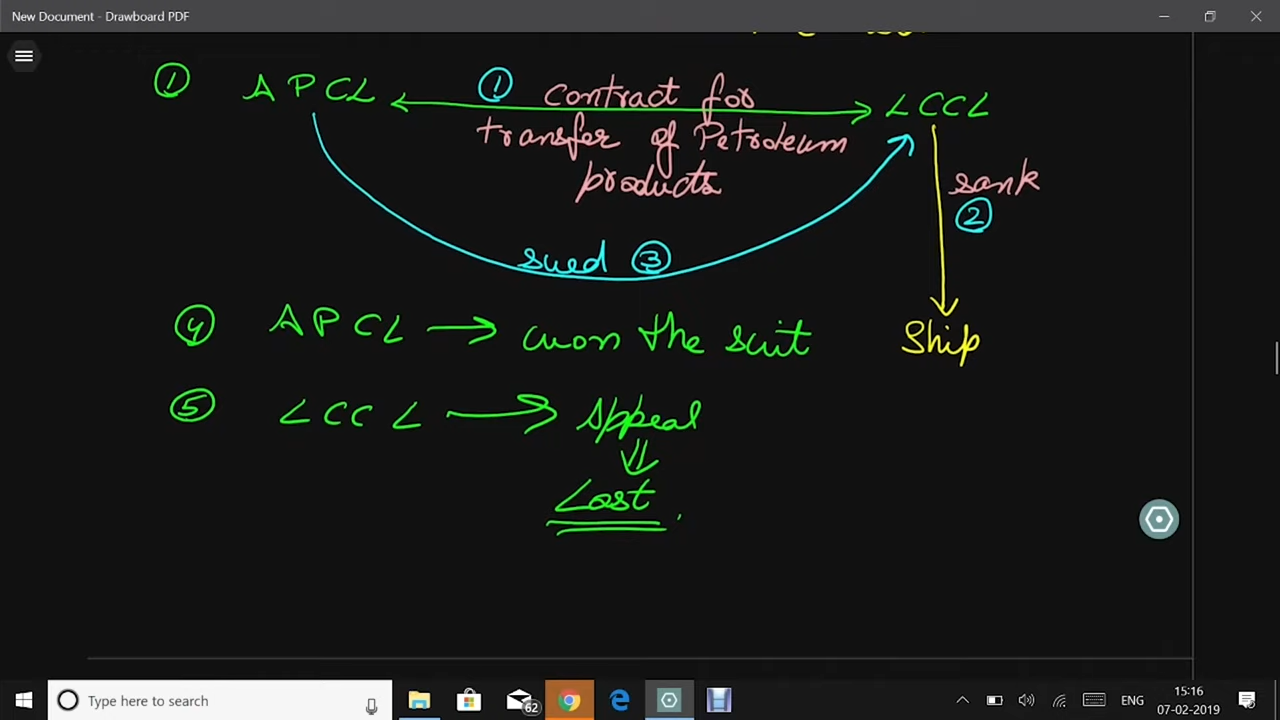 New Document - Drawboard PDF
① APCL ① contract for LCCL
transfer of Petroleum
products
sank
②
sued ③
④ APCL → won the suit
Ship
⑤ LCCL → Appeal
Lost
Type here to search
62
ENG
15:16
07-02-2019